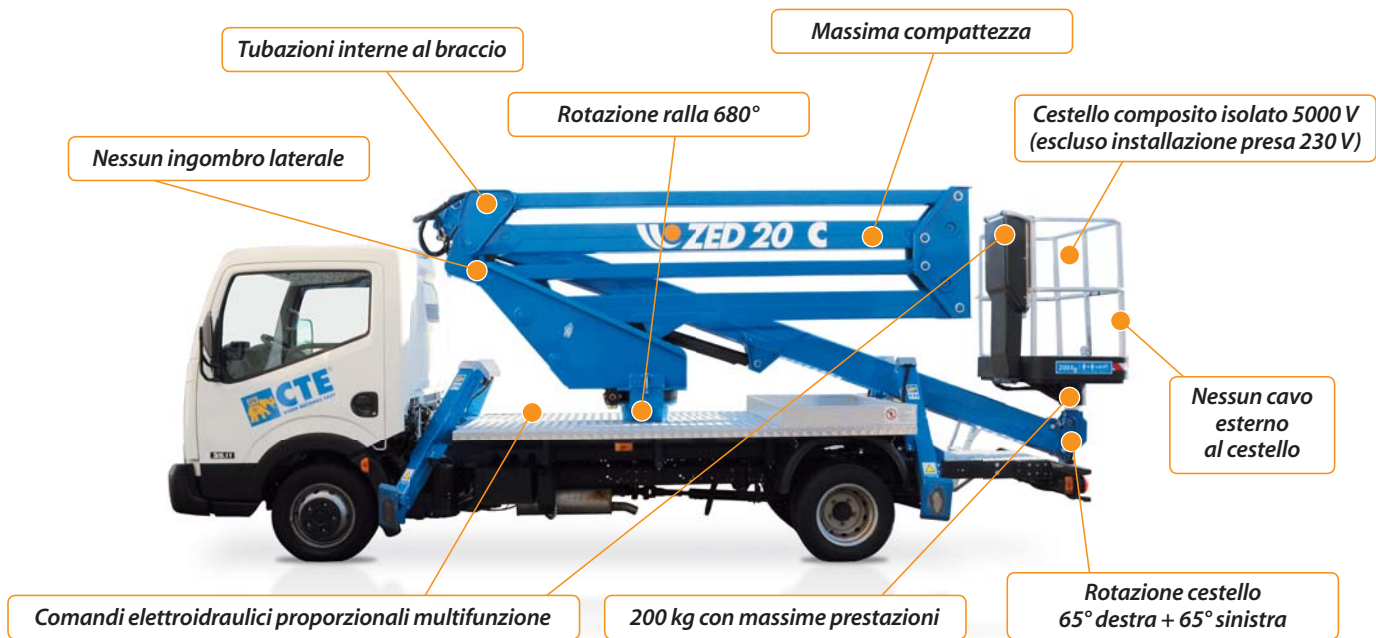 Massima compattezza
Tubazioni interne al braccio
Rotazione ralla 680°
Cestello composito isolato 5000 V
(escluso installazione presa 230 V)
Nessun ingombro laterale
ZED 20 C
CTE
35.11
Nessun cavo
esterno
al cestello
Comandi elettroidraulici proporzionali multifunzione
200 kg con massime prestazioni
Rotazione cestello
65° destra + 65° sinistra